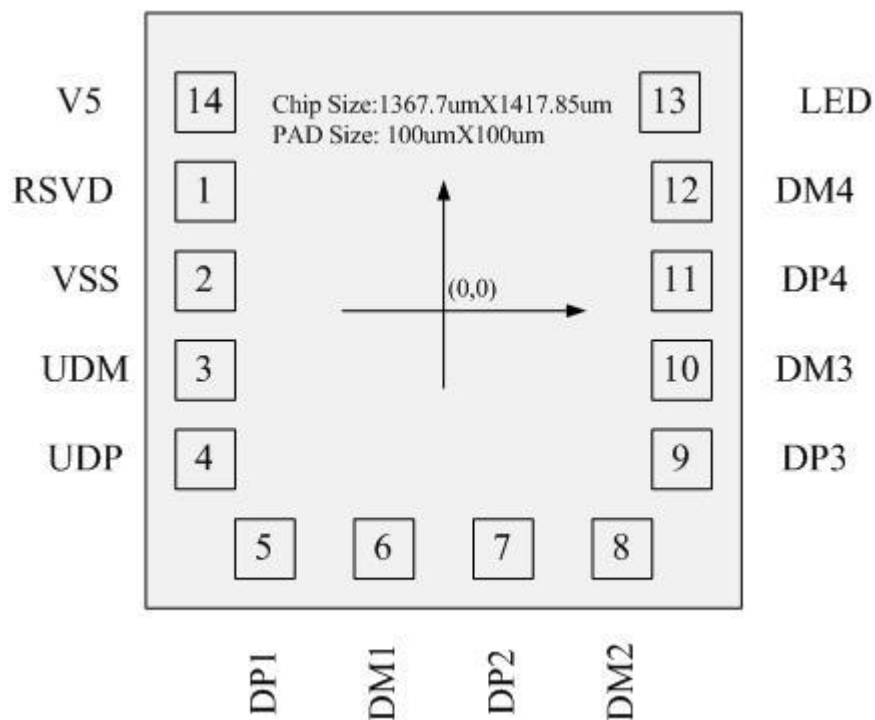 V5 14 Chip Size:1367.7umX1417.85um 13 LED
PAD Size: 100umX100um
RSVD 1 12 DM4
VSS 2 (0,0) 11 DP4
UDM 3 10 DM3
UDP 4 9 DP3
5 6 7 8
DP1 DM1 DP2 DM2